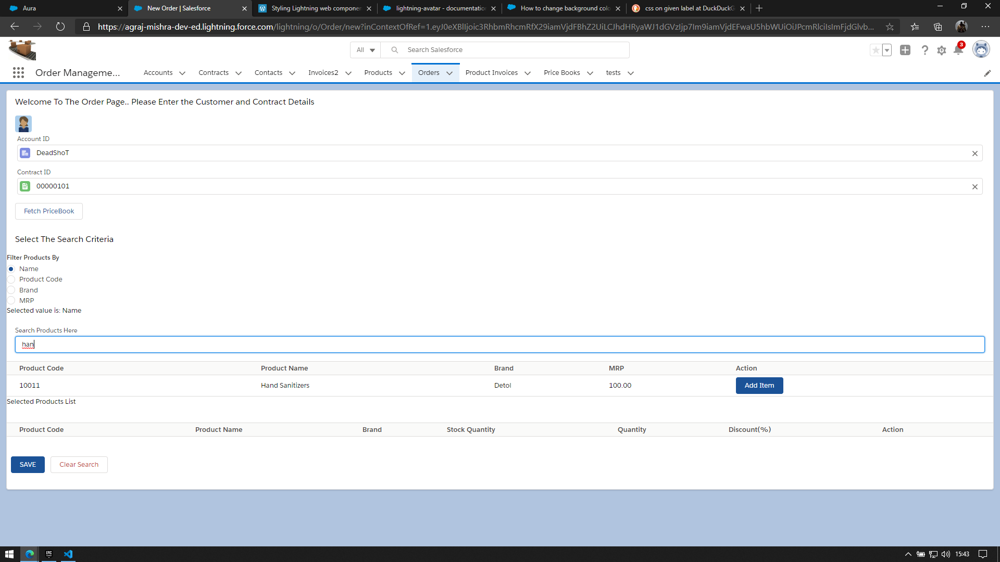 Aura
New Order | Salesforce
Styling Lightning web componen
lightning-avatar - documentation
How to change background colo
css on given label at DuckDuckG
https://agraj-mishra-dev-ed.lightning.force.com/lightning/o/Order/new?inContextOfRef=1.eyJ0eXBlIjoic3RhbmRhcmRfX29iamVjdFBhZ2UiLCJhdHRyaWJ1dGVzIjp7Im9iamVjdEFwaU5hbWUiOiJPcmRlciIsImFjdGlvb...
All
Search Salesforce
3
Order Manageme...
Accounts
Contracts
Contacts
Invoices2
Products
Orders
Product Invoices
Price Books
tests
Welcome To The Order Page.. Please Enter the Customer and Contract Details
Account ID
DeadShoT
Contract ID
00000101
Fetch PriceBook
Select The Search Criteria
Filter Products By
Name
Product Code
Brand
MRP
Selected value is: Name
Search Products Here
han
Product Code Product Name Brand MRP Action
10011 Hand Sanitizers Detol 100.00 Add Item
Selected Products List
Product Code Product Name Brand Stock Quantity Quantity Discount(%) Action
SAVE Clear Search
EPIC
15:43